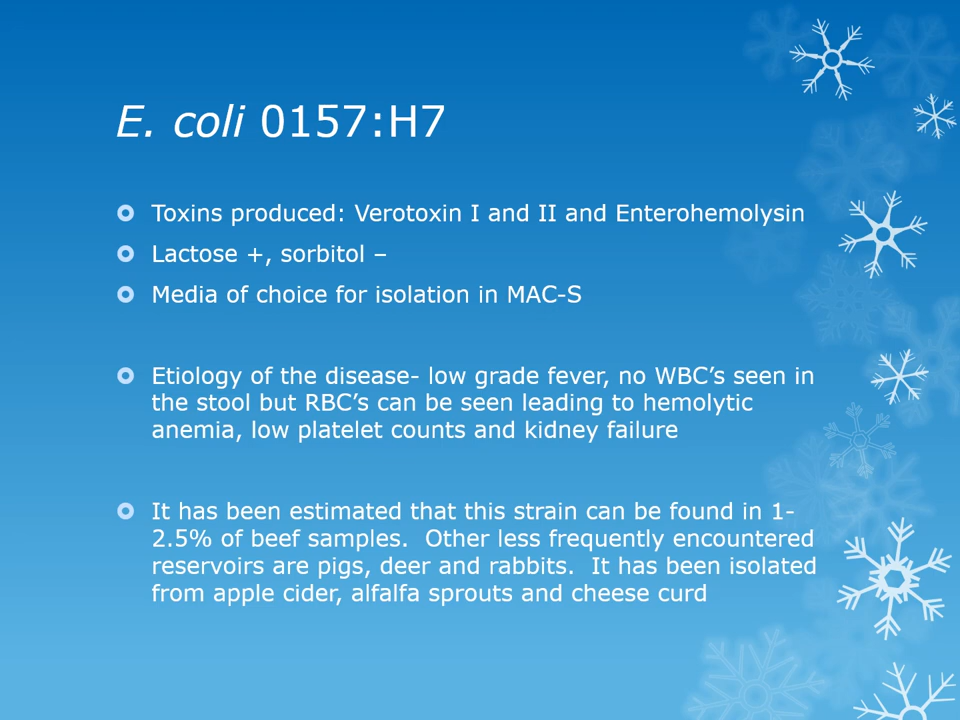 E. coli 0157:H7
Toxins produced: Verotoxin I and II and Enterohemolysin
Lactose +, sorbitol –
Media of choice for isolation in MAC-S
Etiology of the disease- low grade fever, no WBC’s seen in
the stool but RBC’s can be seen leading to hemolytic
anemia, low platelet counts and kidney failure
It has been estimated that this strain can be found in 1-
2.5% of beef samples.  Other less frequently encountered
reservoirs are pigs, deer and rabbits.  It has been isolated
from apple cider, alfalfa sprouts and cheese curd